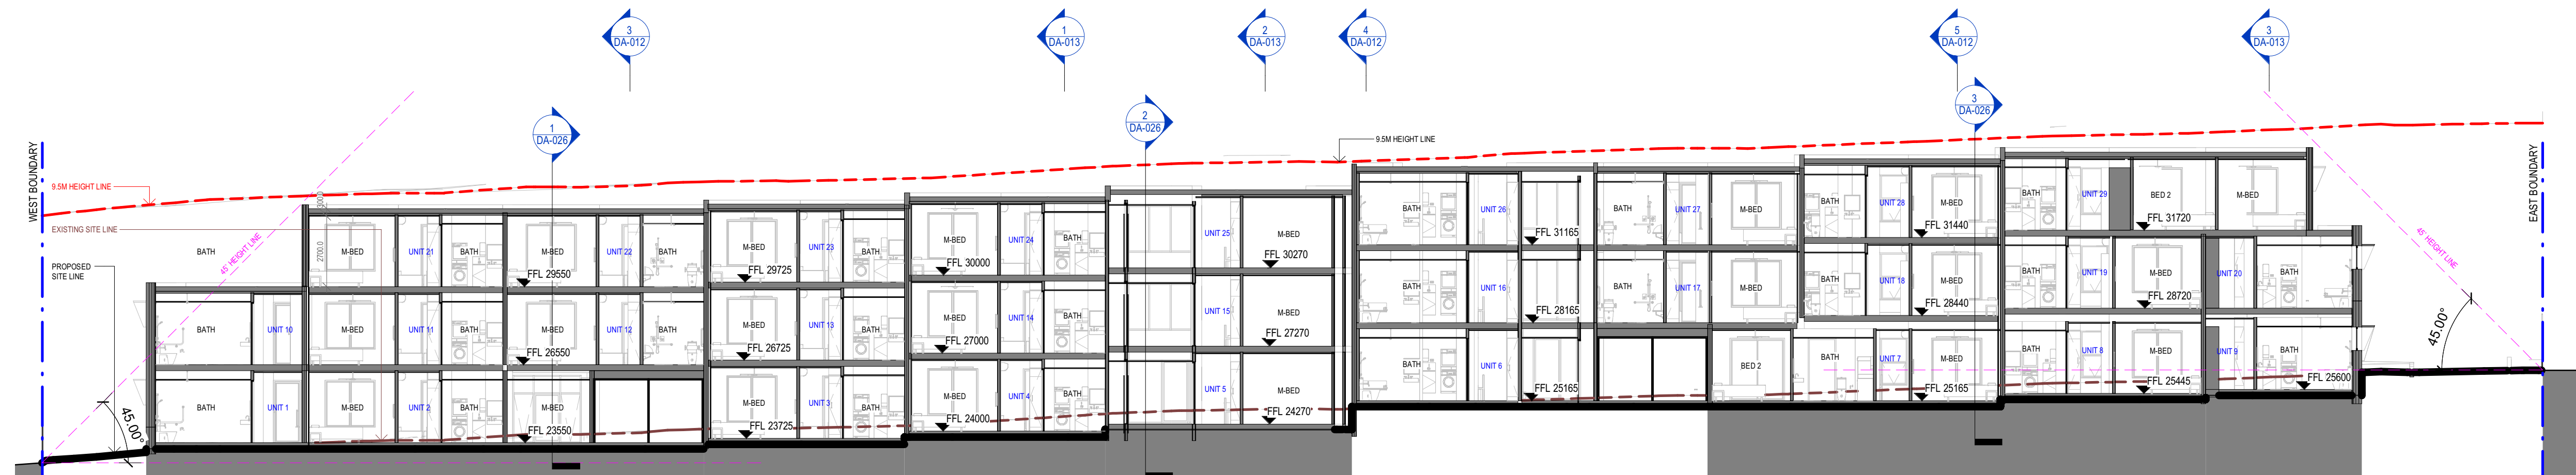 3
DA-012
1
DA-013
2
DA-013
4
DA-012
5
DA-012
3
DA-013
1
DA-026
2
DA-026
3
DA-026
WEST BOUNDARY
EAST BOUNDARY
9.5M HEIGHT LINE
9.5M HEIGHT LINE
EXISTING SITE LINE
PROPOSED
SITE LINE
45° HEIGHT LINE
45° HEIGHT LINE
45.00°
45.00°
2700.0
BATH
M-BED
UNIT 21
BATH
M-BED
FFL 29550
UNIT 22
BATH
M-BED
FFL 29725
UNIT 23
BATH
M-BED
FFL 30000
UNIT 24
BATH
UNIT 25
M-BED
FFL 30270
BATH
UNIT 26
FFL 31165
BATH
UNIT 27
M-BED
BATH
UNIT 28
M-BED
FFL 31440
BATH
UNIT 29
BED 2
FFL 31720
M-BED
BATH
UNIT 10
M-BED
UNIT 11
BATH
M-BED
FFL 26550
UNIT 12
BATH
M-BED
FFL 26725
UNIT 13
BATH
M-BED
FFL 27000
UNIT 14
BATH
UNIT 15
M-BED
FFL 27270
BATH
UNIT 16
FFL 28165
BATH
UNIT 17
M-BED
BATH
UNIT 18
M-BED
FFL 28440
BATH
UNIT 19
M-BED
FFL 28720
UNIT 20
BATH
BATH
UNIT 1
M-BED
UNIT 2
BATH
M-BED
FFL 23550
M-BED
FFL 23725
UNIT 3
BATH
M-BED
FFL 24000
UNIT 4
BATH
UNIT 5
M-BED
FFL 24270
BATH
UNIT 6
FFL 25165
BED 2
BATH
UNIT 7
M-BED
FFL 25165
BATH
UNIT 8
M-BED
FFL 25445
UNIT 9
BATH
FFL 25600